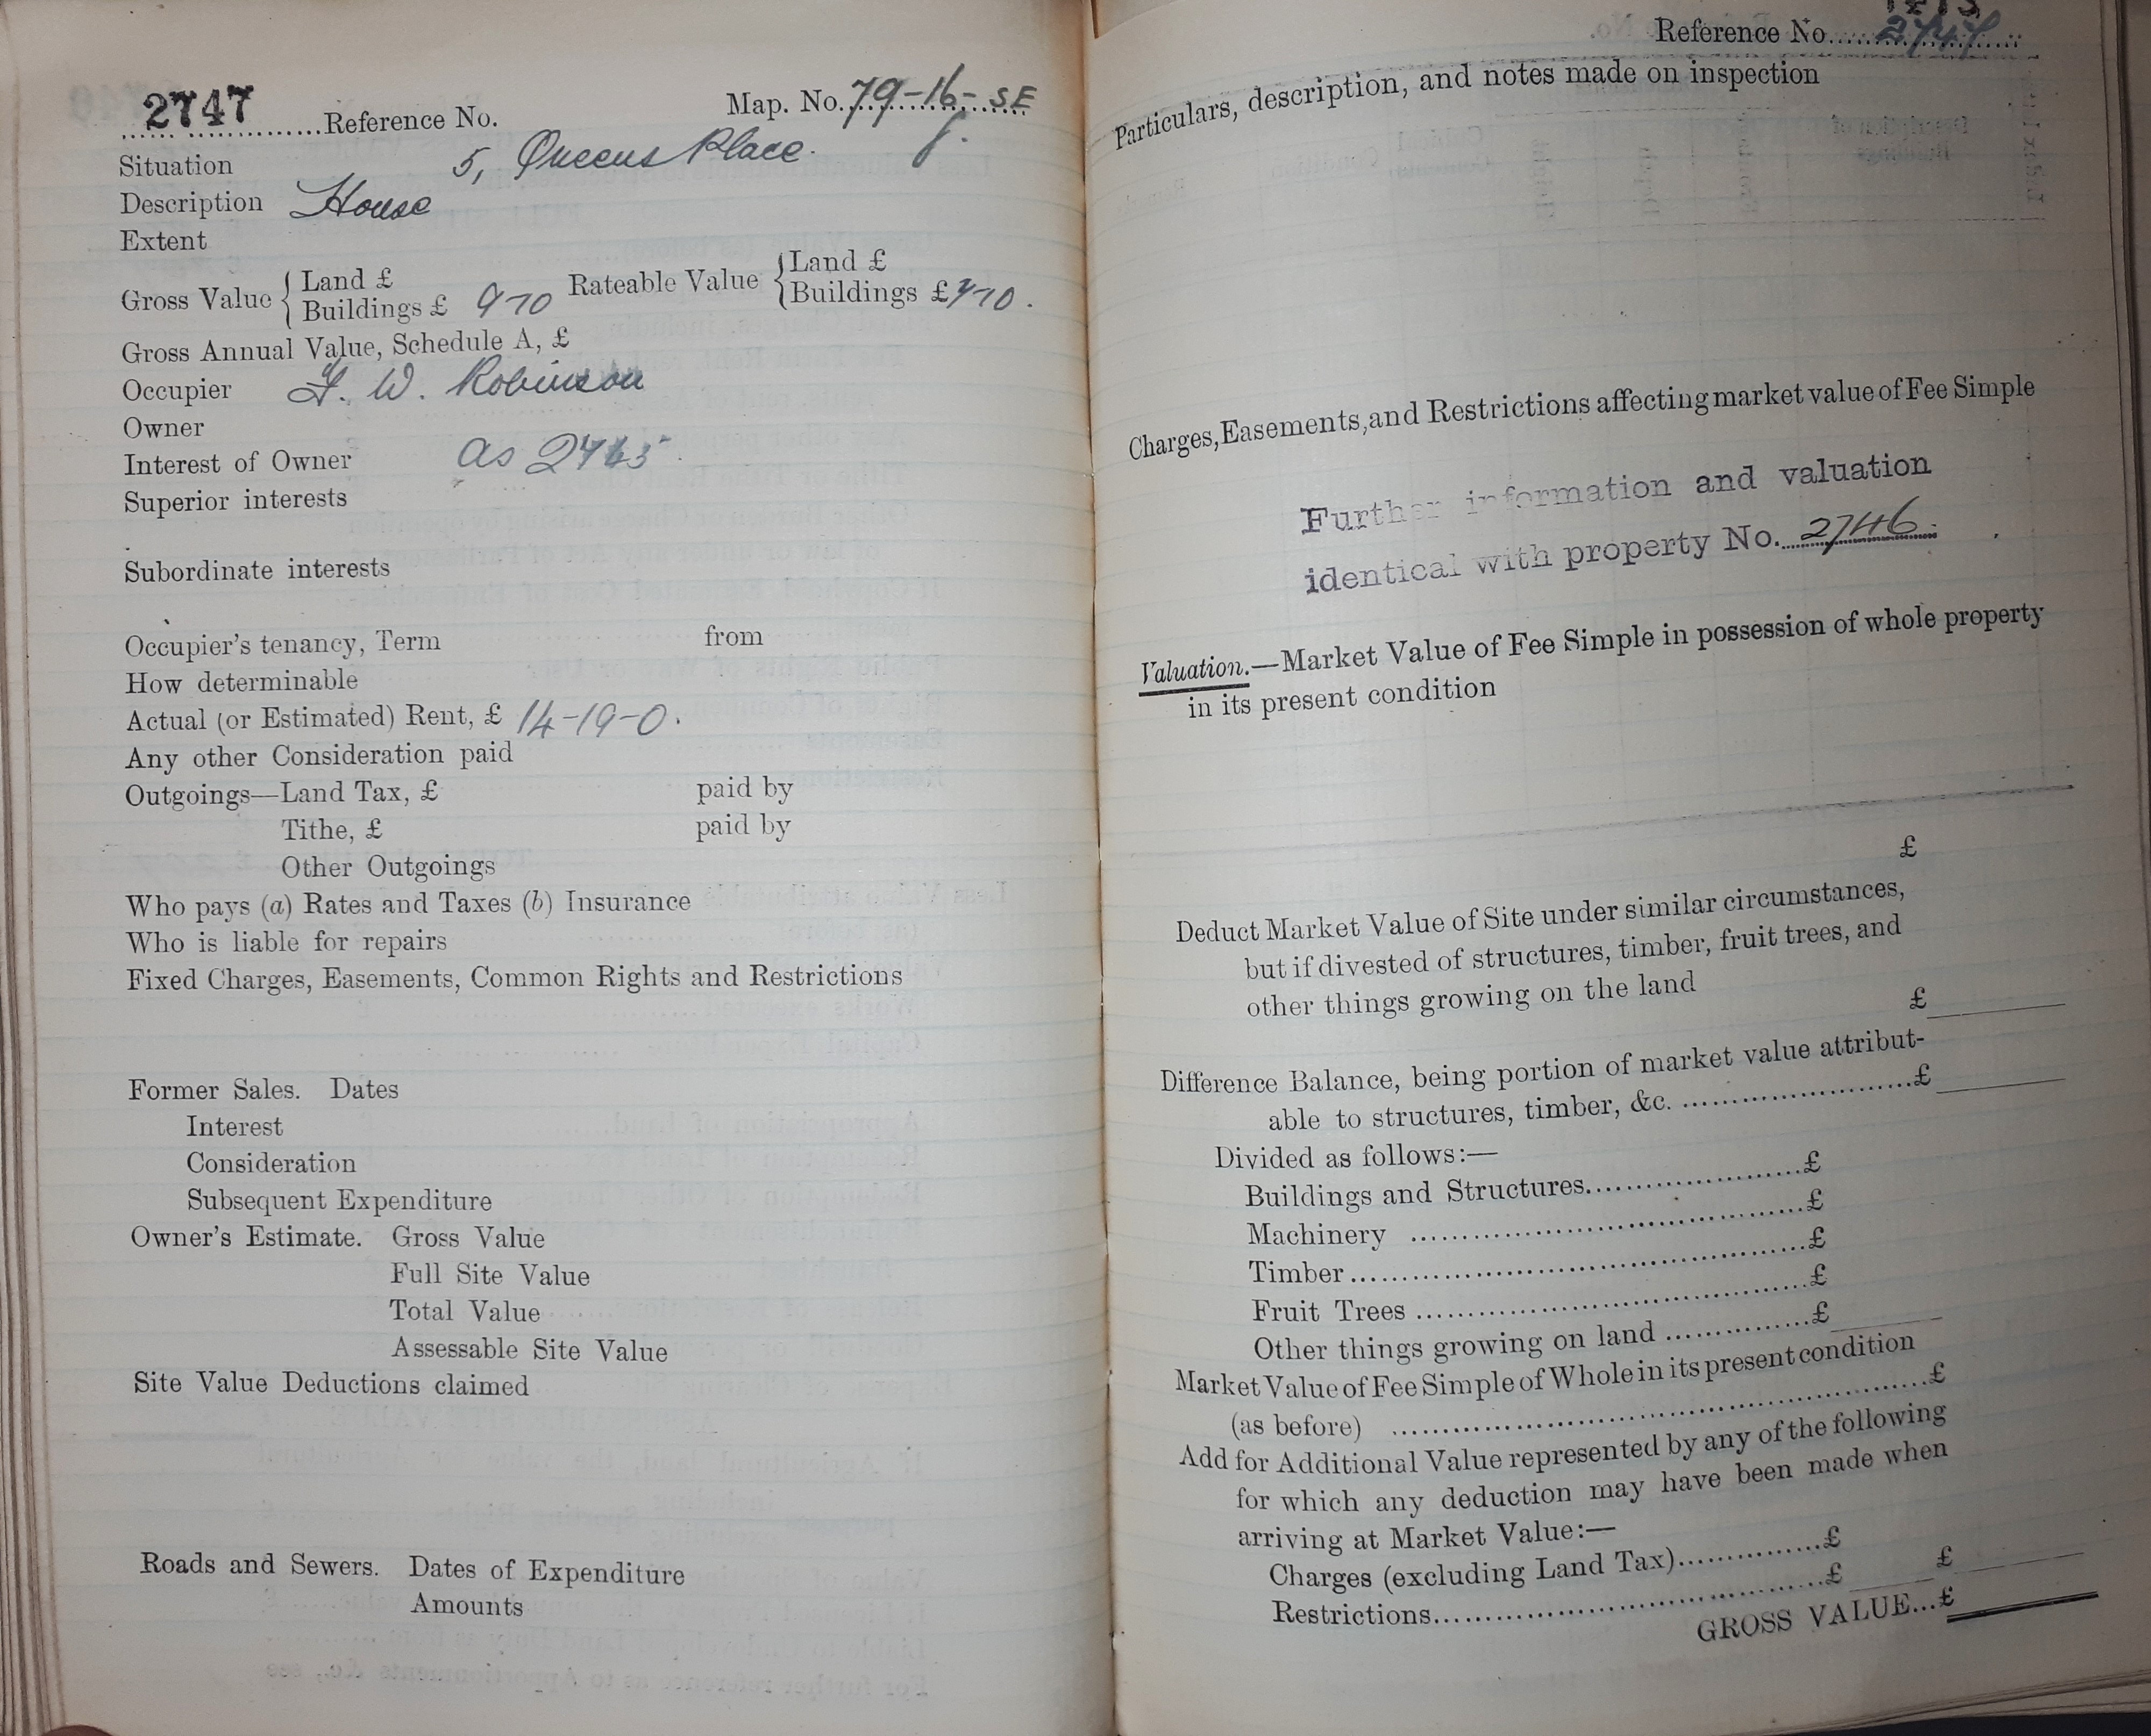 2747 Reference No. Map. No. 79-16-SE
Situation 5, Queens Place. f.
Description House
Extent
Gross Value { Land £ Rateable Value { Land £
Buildings £ 9 10 Buildings £ 7 10.
Gross Annual Value, Schedule A, £
Occupier W. Robinson
Owner
Interest of Owner as
Superior interests
Subordinate interests
Occupier's tenancy, Term from
How determinable
Actual (or Estimated) Rent, £ 14-19-0.
Any other Consideration paid
Outgoings—Land Tax, £ paid by
Tithe, £ paid by
Other Outgoings
Who pays (a) Rates and Taxes (b) Insurance
Who is liable for repairs
Fixed Charges, Easements, Common Rights and Restrictions
Former Sales. Dates
Interest
Consideration
Subsequent Expenditure
Owner's Estimate. Gross Value
Full Site Value
Total Value
Assessable Site Value
Site Value Deductions claimed
Roads and Sewers. Dates of Expenditure
Amounts
Reference No. 2747
Particulars, description, and notes made on inspection
Charges, Easements, and Restrictions affecting market value of Fee Simple
Further information and valuation
identical with property No. 2746.
Valuation.—Market Value of Fee Simple in possession of whole property
in its present condition
£
Deduct Market Value of Site under similar circumstances,
but if divested of structures, timber, fruit trees, and
other things growing on the land
£
Difference Balance, being portion of market value attribut-
able to structures, timber, &c. ........................£
Divided as follows:—
Buildings and Structures........................£
Machinery ........................£
Timber........................£
Fruit Trees ........................£
Other things growing on land ...............£
Market Value of Fee Simple of Whole in its present condition
(as before) ........................£
Add for Additional Value represented by any of the following
for which any deduction may have been made when
arriving at Market Value:—
Charges (excluding Land Tax)...............£
Restrictions........................£ £
GROSS VALUE...£